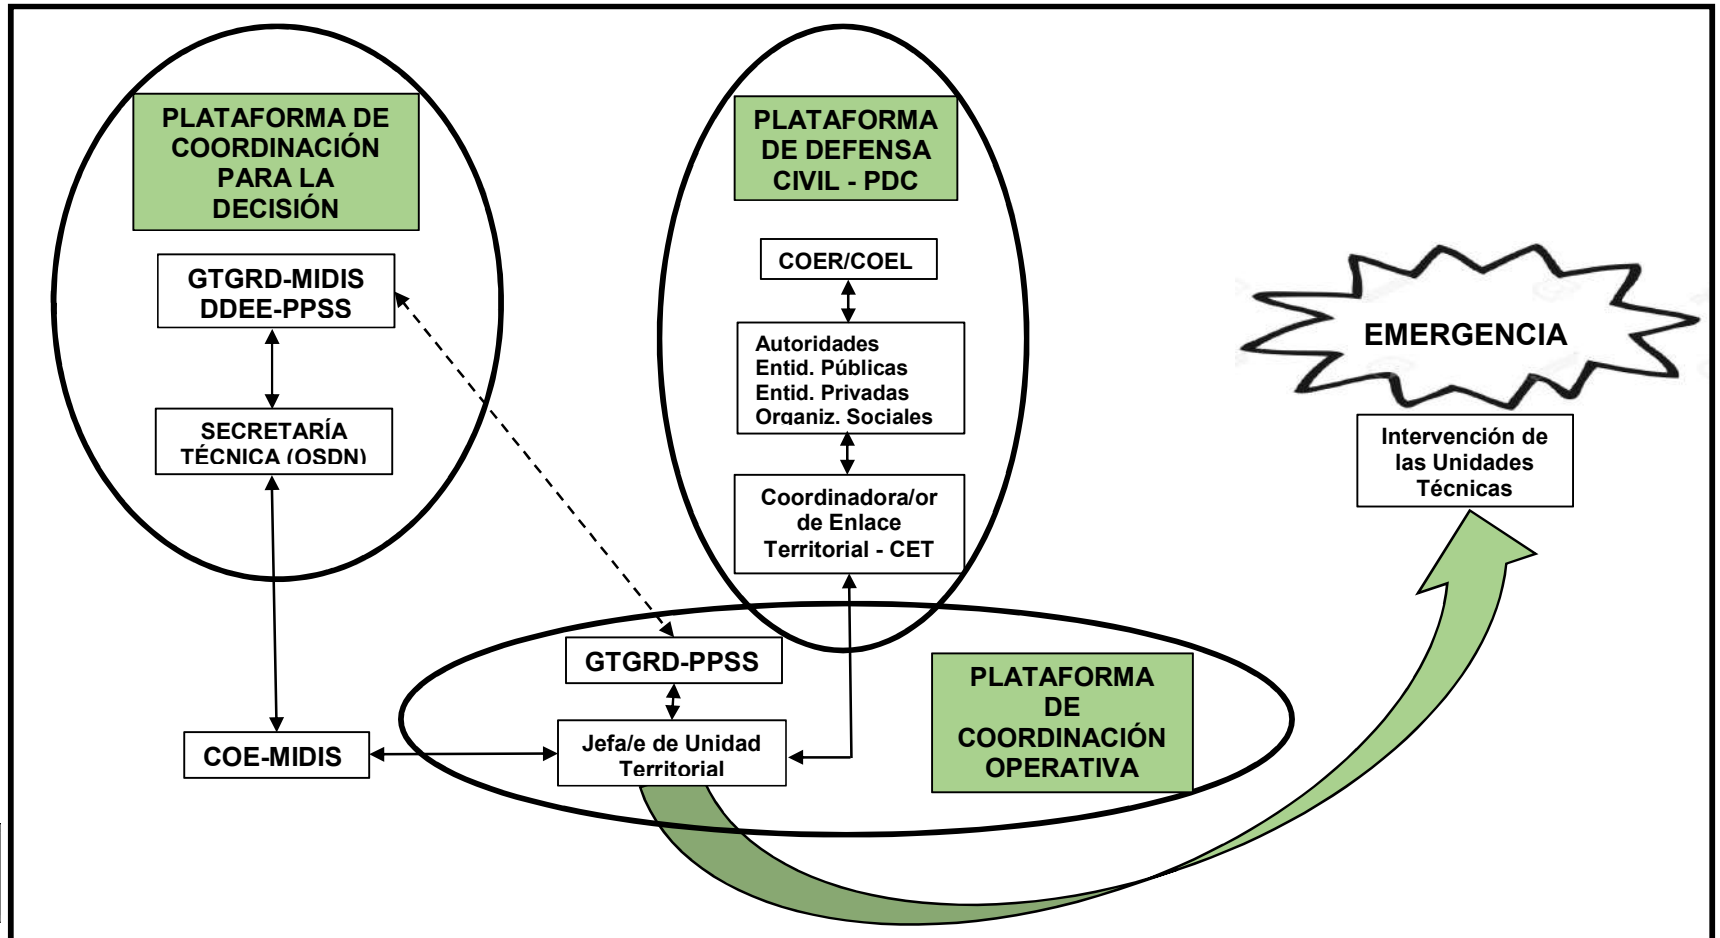 PLATAFORMA DE
COORDINACIÓN
PARA LA
DECISIÓN
GTGRD-MIDIS
DDEE-PPSS
SECRETARÍA
TÉCNICA (OSDN)
COE-MIDIS
PLATAFORMA
DE DEFENSA
CIVIL - PDC
COER/COEL
Autoridades
Entid. Públicas
Entid. Privadas
Organiz. Sociales
Coordinadora/or
de Enlace
Territorial - CET
GTGRD-PPSS
Jefa/e de Unidad
Territorial
PLATAFORMA
DE
COORDINACIÓN
OPERATIVA
EMERGENCIA
Intervención de
las Unidades
Técnicas